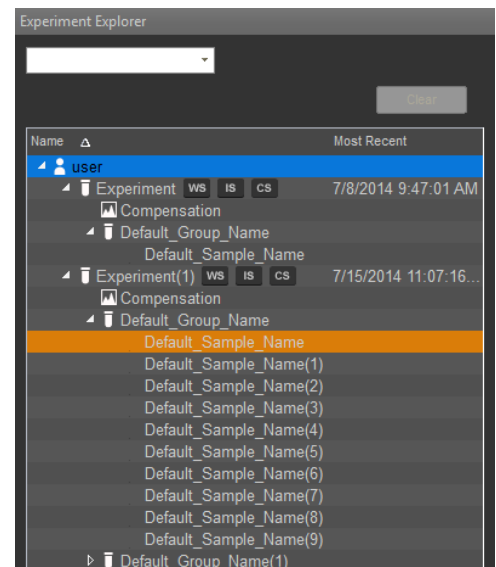 Experiment Explorer
Clear
Name Most Recent
user
Experiment WS IS CS 7/8/2014 9:47:01 AM
Compensation
Default_Group_Name
Default_Sample_Name
Experiment(1) WS IS CS 7/15/2014 11:07:16...
Compensation
Default_Group_Name
Default_Sample_Name
Default_Sample_Name(1)
Default_Sample_Name(2)
Default_Sample_Name(3)
Default_Sample_Name(4)
Default_Sample_Name(5)
Default_Sample_Name(6)
Default_Sample_Name(7)
Default_Sample_Name(8)
Default_Sample_Name(9)
Default_Group_Name(1)